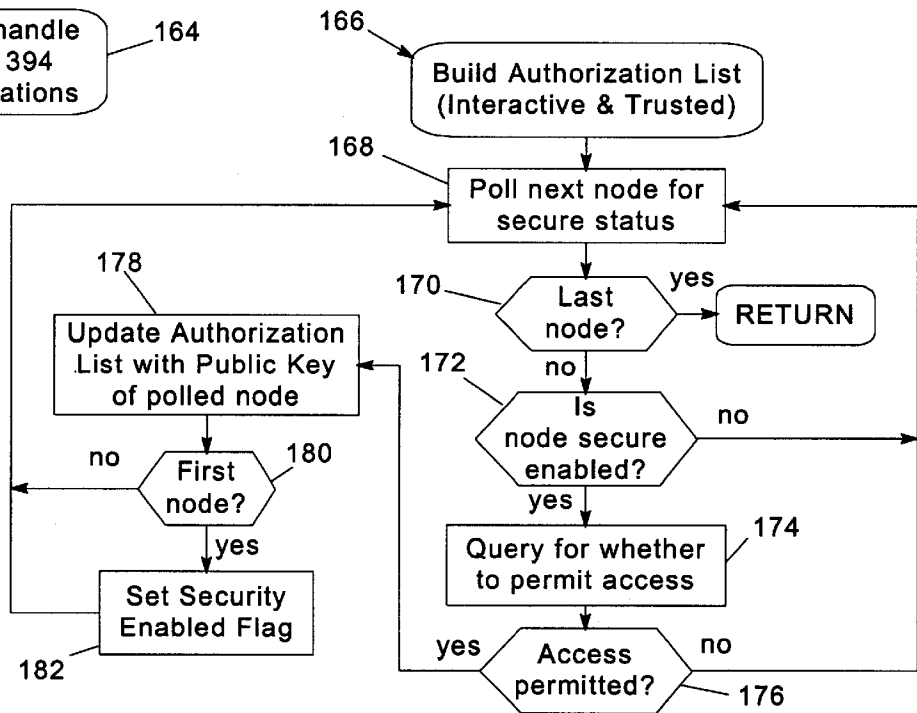 handle
394
ations
164
166
Build Authorization List
(Interactive & Trusted)
168
Poll next node for
secure status
170
Last
node?
yes
RETURN
no
172
Is
node secure
enabled?
no
yes
174
Query for whether
to permit access
176
Access
permitted?
yes
no
178
Update Authorization
List with Public Key
of polled node
180
First
node?
no
yes
Set Security
Enabled Flag
182